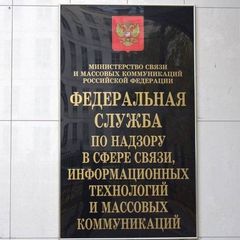 МИНИСТЕРСТВО СВЯЗИ
И МАССОВЫХ КОММУНИКАЦИЙ
РОССИЙСКОЙ ФЕДЕРАЦИИ
ФЕДЕРАЛЬНАЯ
СЛУЖБА
ПО НАДЗОРУ
В СФЕРЕ СВЯЗИ,
ИНФОРМАЦИОННЫХ
ТЕХНОЛОГИЙ
И МАССОВЫХ
КОММУНИКАЦИЙ